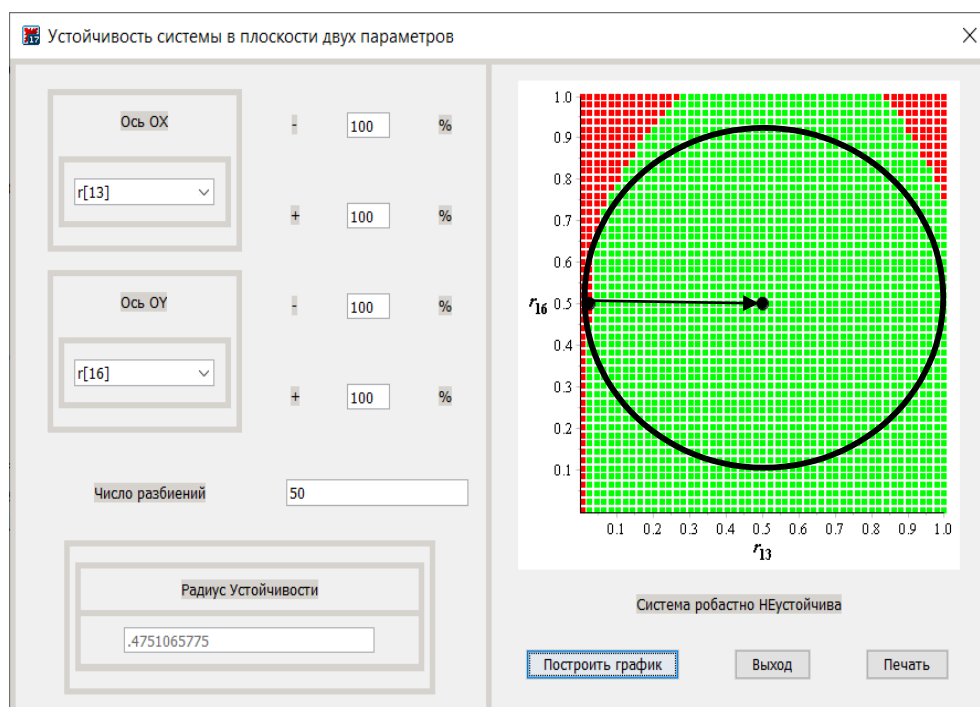 Устойчивость системы в плоскости двух параметров
Ось OX
- 100 %
r[13]
+ 100 %
Ось OY
- 100 %
r[16]
+ 100 %
Число разбиений 50
Радиус Устойчивости
.4751065775
1.0
0.9
0.8
0.7
0.6
r16 0.5
0.4
0.3
0.2
0.1
0.1 0.2 0.3 0.4 0.5 0.6 0.7 0.8 0.9 1.0
r13
Система робастно НЕустойчива
Построить график Выход Печать